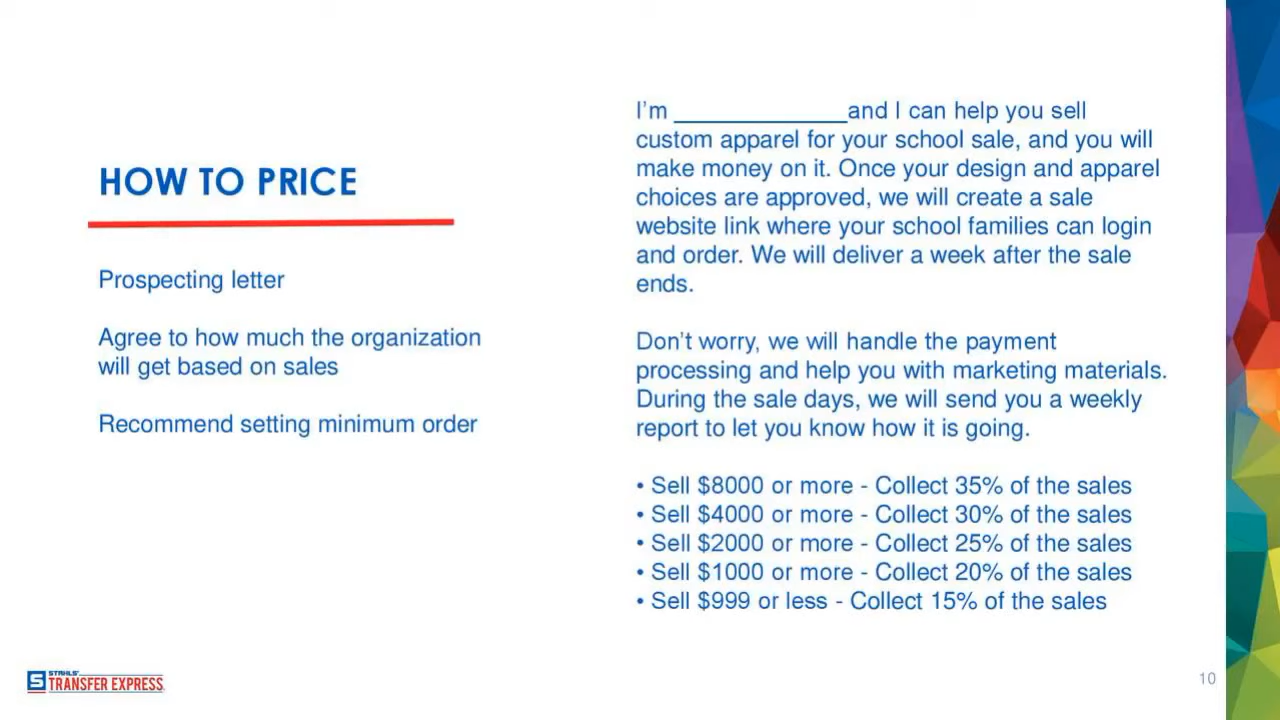 HOW TO PRICE
Prospecting letter
Agree to how much the organization
will get based on sales
Recommend setting minimum order
I'm _____________and I can help you sell
custom apparel for your school sale, and you will
make money on it. Once your design and apparel
choices are approved, we will create a sale
website link where your school families can login
and order. We will deliver a week after the sale
ends.
Don't worry, we will handle the payment
processing and help you with marketing materials.
During the sale days, we will send you a weekly
report to let you know how it is going.
• Sell $8000 or more - Collect 35% of the sales
• Sell $4000 or more - Collect 30% of the sales
• Sell $2000 or more - Collect 25% of the sales
• Sell $1000 or more - Collect 20% of the sales
• Sell $999 or less - Collect 15% of the sales
S STAHLS'
TRANSFER EXPRESS
10